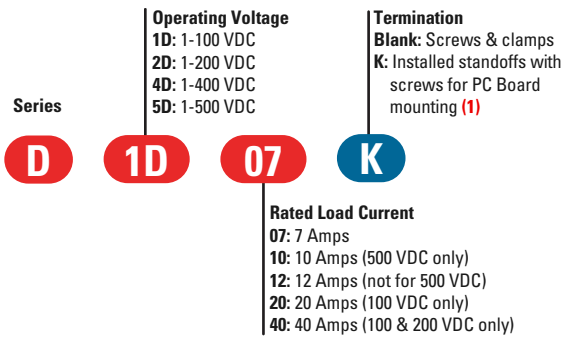 Operating Voltage
1D: 1-100 VDC
2D: 1-200 VDC
4D: 1-400 VDC
5D: 1-500 VDC
Termination
Blank: Screws & clamps
K: Installed standoffs with
screws for PC Board
mounting (1)
Series
D
1D
07
K
Rated Load Current
07: 7 Amps
10: 10 Amps (500 VDC only)
12: 12 Amps (not for 500 VDC)
20: 20 Amps (100 VDC only)
40: 40 Amps (100 & 200 VDC only)